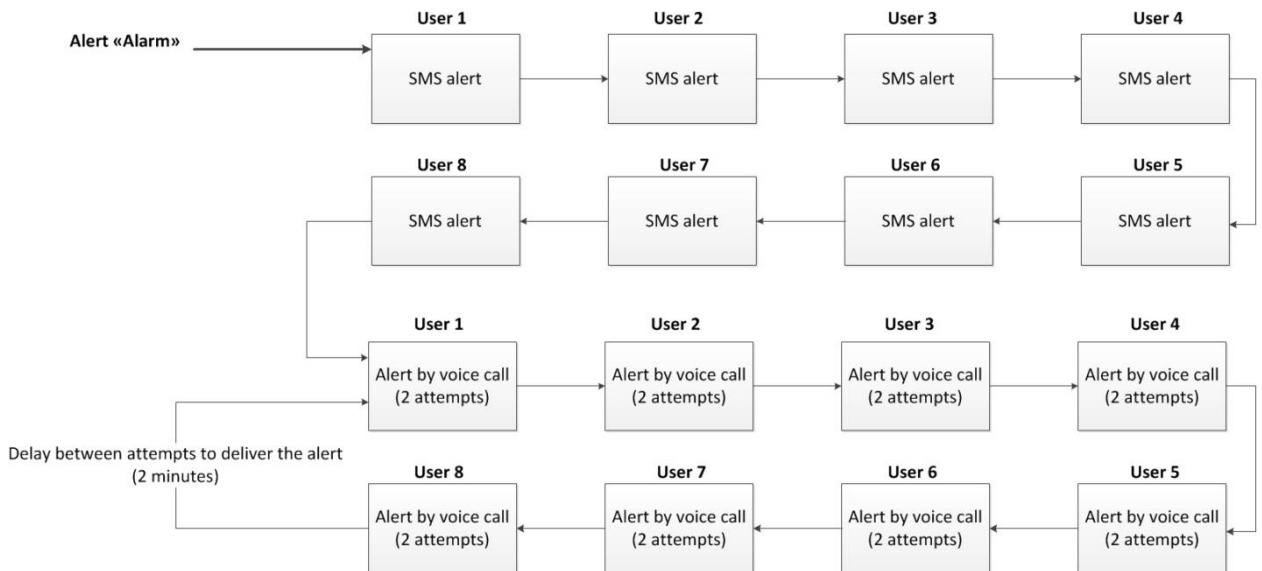 User 1
User 2
User 3
User 4
Alert «Alarm»
SMS alert
SMS alert
SMS alert
SMS alert
User 8
User 7
User 6
User 5
SMS alert
SMS alert
SMS alert
SMS alert
User 1
User 2
User 3
User 4
Alert by voice call
(2 attempts)
Alert by voice call
(2 attempts)
Alert by voice call
(2 attempts)
Alert by voice call
(2 attempts)
Delay between attempts to deliver the alert
(2 minutes)
User 8
User 7
User 6
User 5
Alert by voice call
(2 attempts)
Alert by voice call
(2 attempts)
Alert by voice call
(2 attempts)
Alert by voice call
(2 attempts)